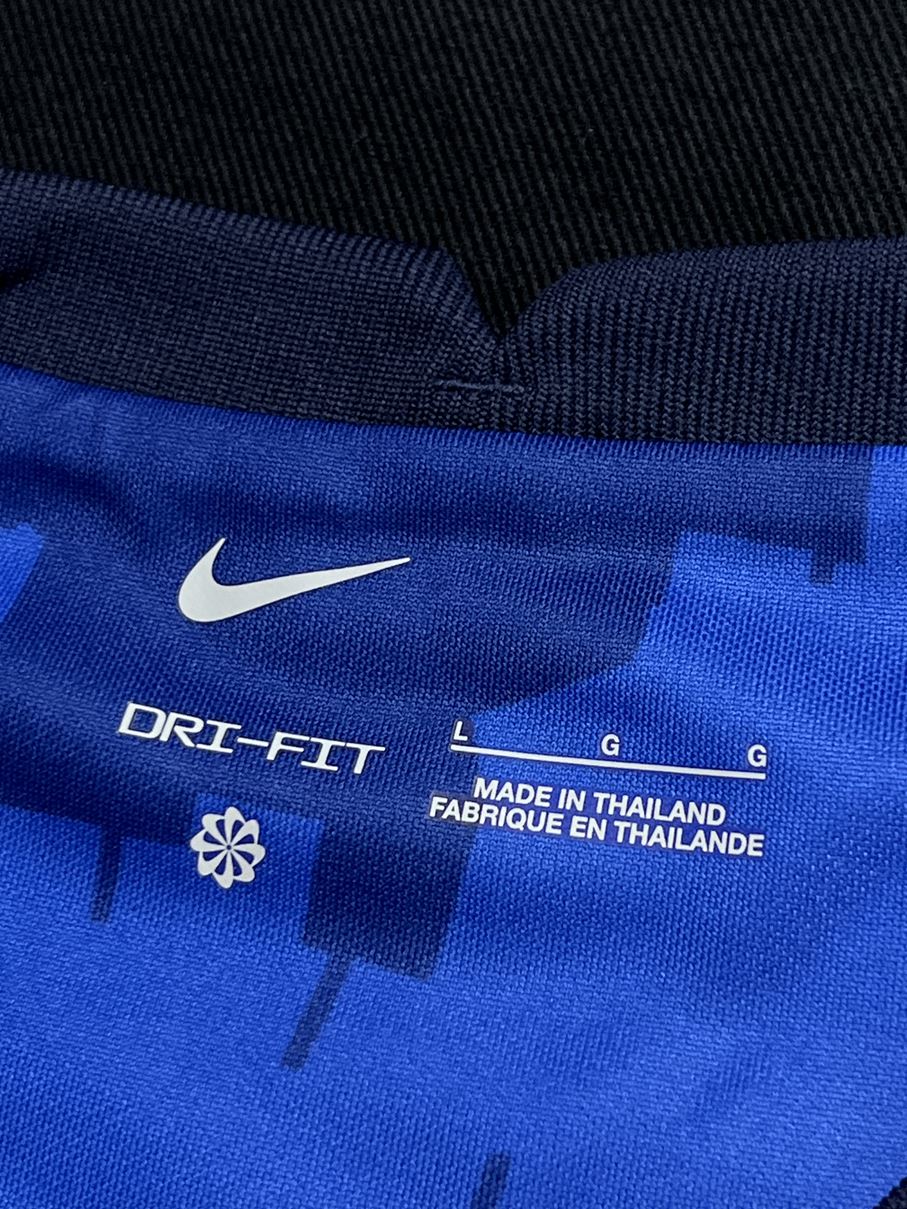 DRI-FIT
L G G
MADE IN THAILAND
FABRIQUE EN THAILANDE